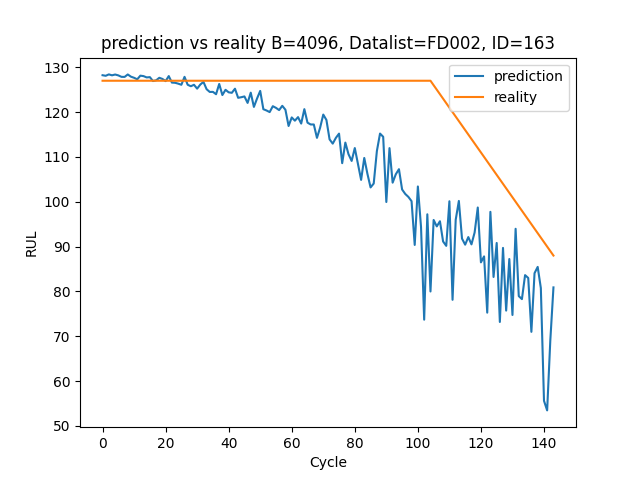 prediction vs reality B=4096, Datalist=FD002, ID=163
prediction
reality
130
120
110
100
90
80
70
60
50
RUL
0 20 40 60 80 100 120 140
Cycle